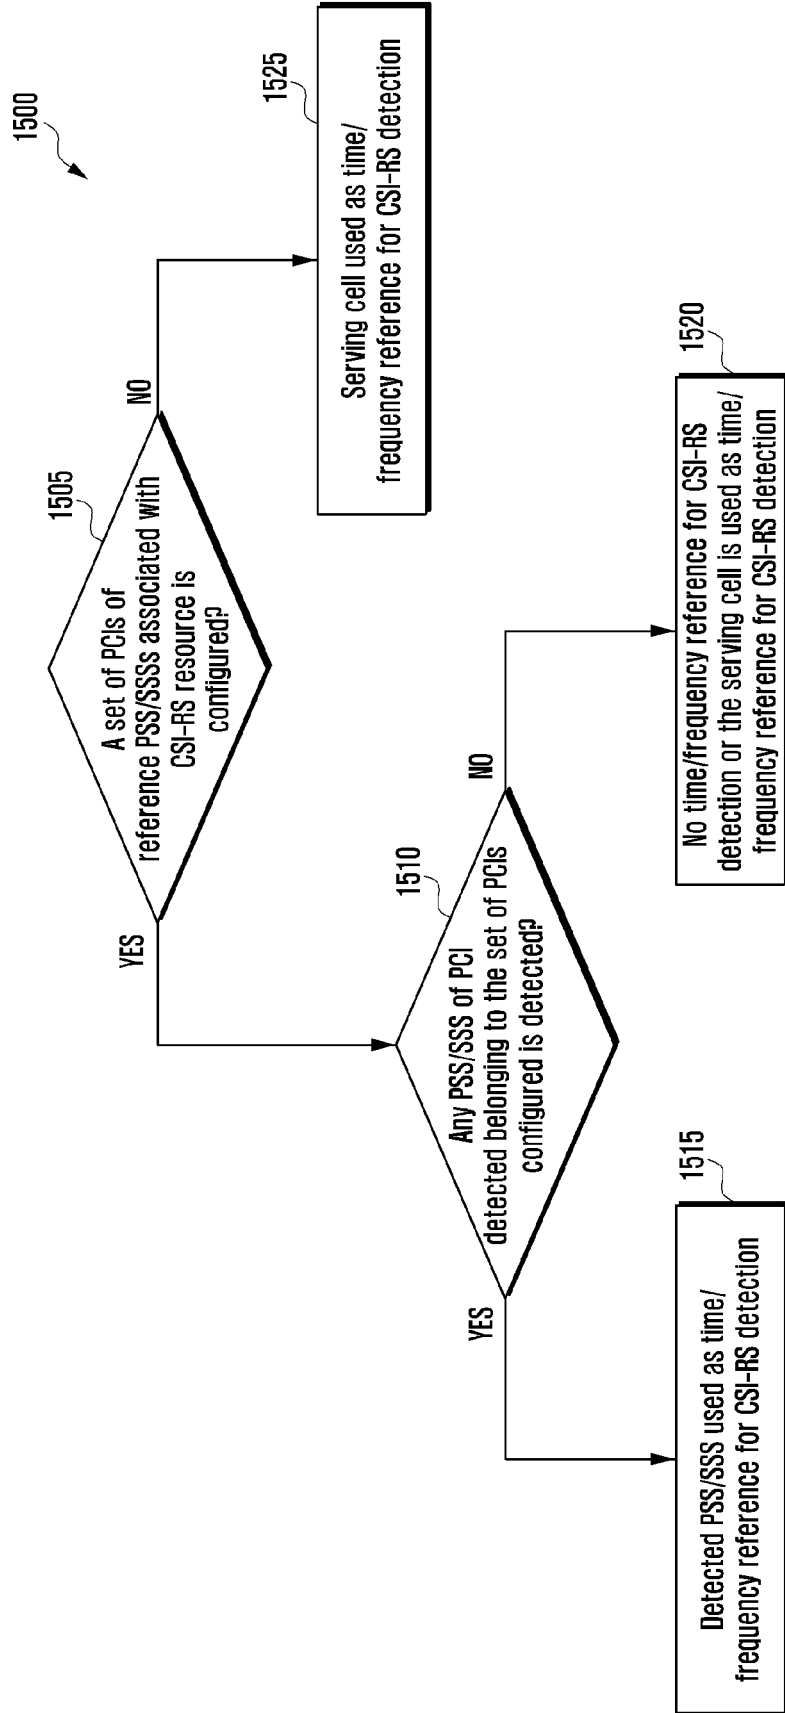 1500
1505
A set of PCIs of
reference PSS/SSSs associated with
CSI-RS resource is
configured?
YES
NO
1525
Serving cell used as time/
frequency reference for CSI-RS detection
1510
Any PSS/SSS of PCI
detected belonging to the set of PCIs
configured is detected?
YES
NO
1515
Detected PSS/SSS used as time/
frequency reference for CSI-RS detection
1520
No time/frequency reference for CSI-RS
detection or the serving cell is used as time/
frequency reference for CSI-RS detection